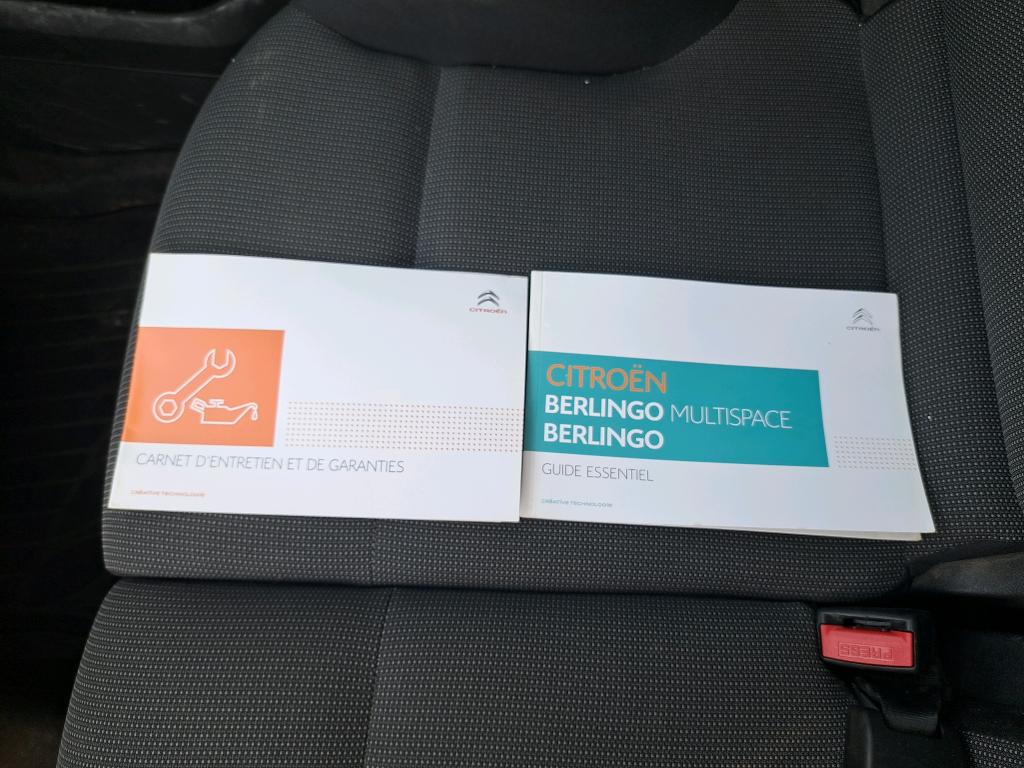 CITROËN
CARNET D'ENTRETIEN ET DE GARANTIES
CRÉATIVE TECHNOLOGIE
CITROËN
CITROËN
BERLINGO MULTISPACE
BERLINGO
GUIDE ESSENTIEL
CRÉATIVE TECHNOLOGIE
PRESS